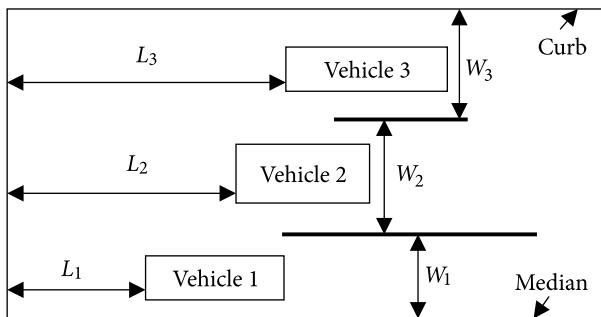 Curb
L3
Vehicle 3
W3
L2
Vehicle 2
W2
L1
Vehicle 1
W1
Median